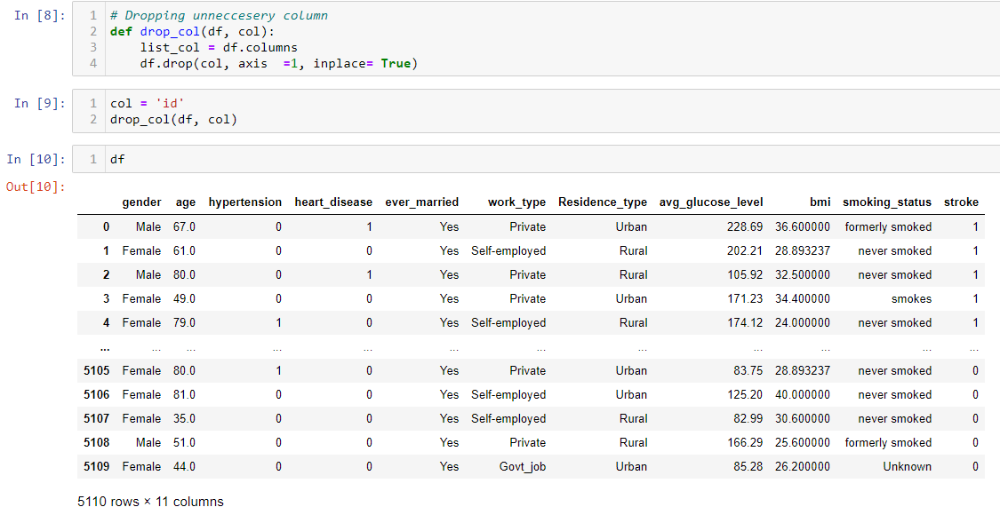 In [8]:
1 # Dropping unneccesery column
2 def drop_col(df, col):
3     list_col = df.columns
4     df.drop(col, axis  =1, inplace= True)
In [9]:
1 col = 'id'
2 drop_col(df, col)
In [10]:
1 df
Out[10]:
gender age hypertension heart_disease ever_married work_type Residence_type avg_glucose_level bmi smoking_status stroke
0 Male 67.0 0 1 Yes Private Urban 228.69 36.600000 formerly smoked 1
1 Female 61.0 0 0 Yes Self-employed Rural 202.21 28.893237 never smoked 1
2 Male 80.0 0 1 Yes Private Rural 105.92 32.500000 never smoked 1
3 Female 49.0 0 0 Yes Private Urban 171.23 34.400000 smokes 1
4 Female 79.0 1 0 Yes Self-employed Rural 174.12 24.000000 never smoked 1
... ... ... ... ... ... ... ... ... ... ... ...
5105 Female 80.0 1 0 Yes Private Urban 83.75 28.893237 never smoked 0
5106 Female 81.0 0 0 Yes Self-employed Urban 125.20 40.000000 never smoked 0
5107 Female 35.0 0 0 Yes Self-employed Rural 82.99 30.600000 never smoked 0
5108 Male 51.0 0 0 Yes Private Rural 166.29 25.600000 formerly smoked 0
5109 Female 44.0 0 0 Yes Govt_job Urban 85.28 26.200000 Unknown 0
5110 rows × 11 columns